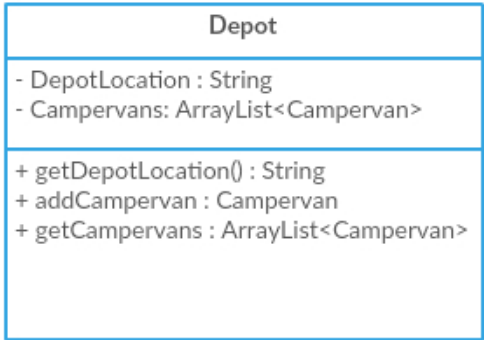 Depot
- DepotLocation : String
- Campervans: ArrayList<Campervan>
+ getDepotLocation() : String
+ addCampervan : Campervan
+ getCampervans : ArrayList<Campervan>